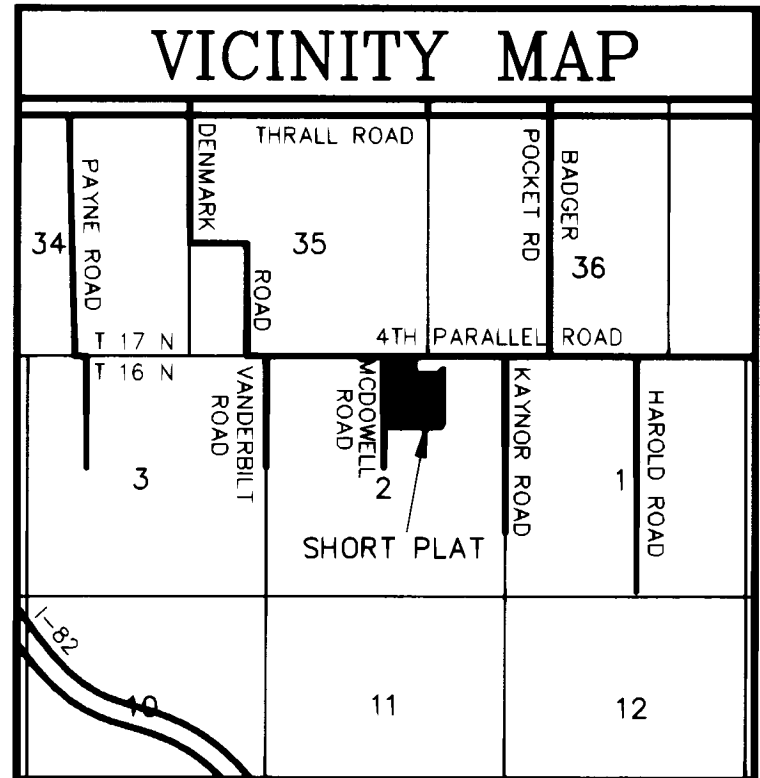 VICINITY MAP
THRALL ROAD
DENMARK
ROAD
PAYNE ROAD
POCKET RD
BADGER
34
35
36
4TH PARALLEL ROAD
T 17 N
T 16 N
VANDERBILT
ROAD
MCDOWELL
ROAD
KAYNOR ROAD
HAROLD ROAD
3
2
1
SHORT PLAT
I-82
10
11
12